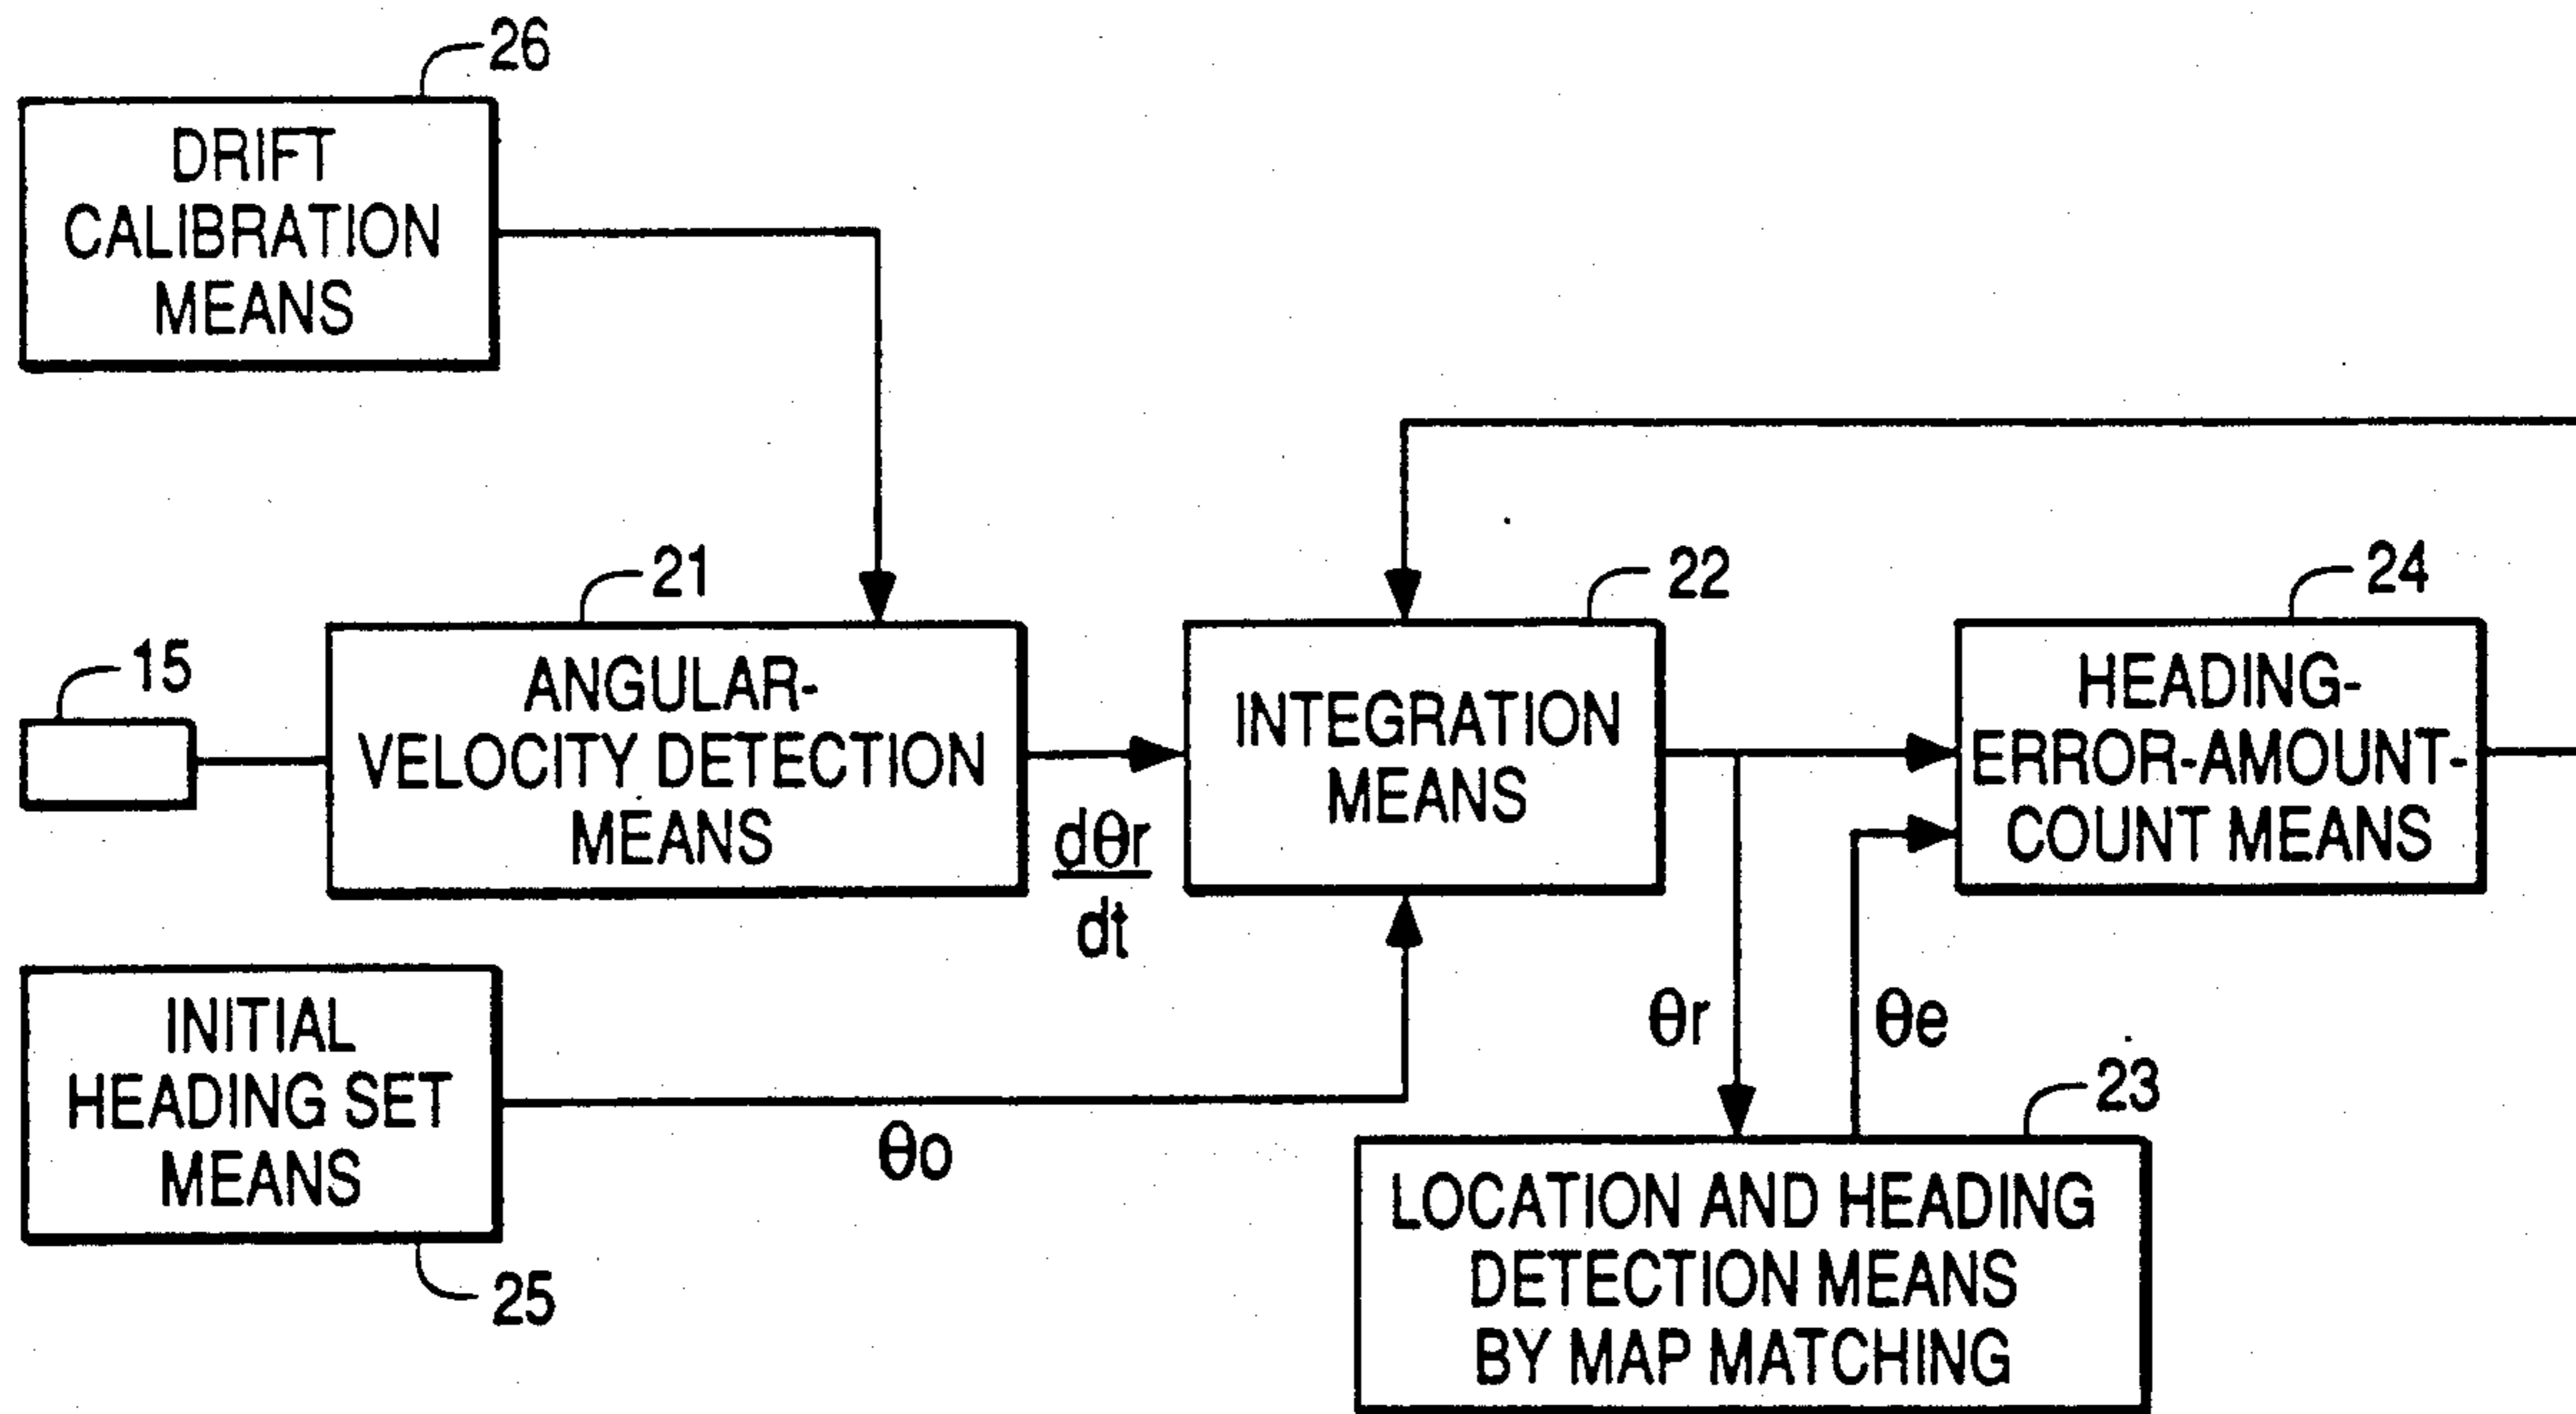 26
DRIFT
CALIBRATION
MEANS
21
22
24
15
ANGULAR-
VELOCITY DETECTION
MEANS
INTEGRATION
MEANS
HEADING-
ERROR-AMOUNT-
COUNT MEANS
dθr
dt
INITIAL
HEADING SET
MEANS
25
θo
θr
θe
23
LOCATION AND HEADING
DETECTION MEANS
BY MAP MATCHING